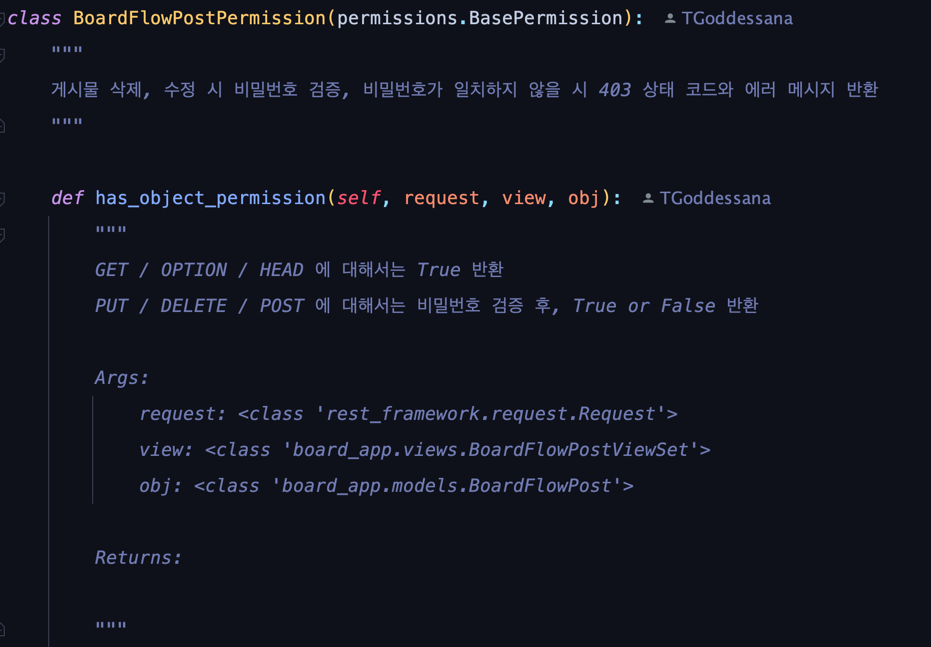 class BoardFlowPostPermission(permissions.BasePermission): TGoddessana
"""
게시물 삭제, 수정 시 비밀번호 검증, 비밀번호가 일치하지 않을 시 403 상태 코드와 에러 메시지 반환
"""
def has_object_permission(self, request, view, obj): TGoddessana
"""
GET / OPTION / HEAD 에 대해서는 True 반환
PUT / DELETE / POST 에 대해서는 비밀번호 검증 후, True or False 반환
Args:
request: <class 'rest_framework.request.Request'>
view: <class 'board_app.views.BoardFlowPostViewSet'>
obj: <class 'board_app.models.BoardFlowPost'>
Returns:
"""